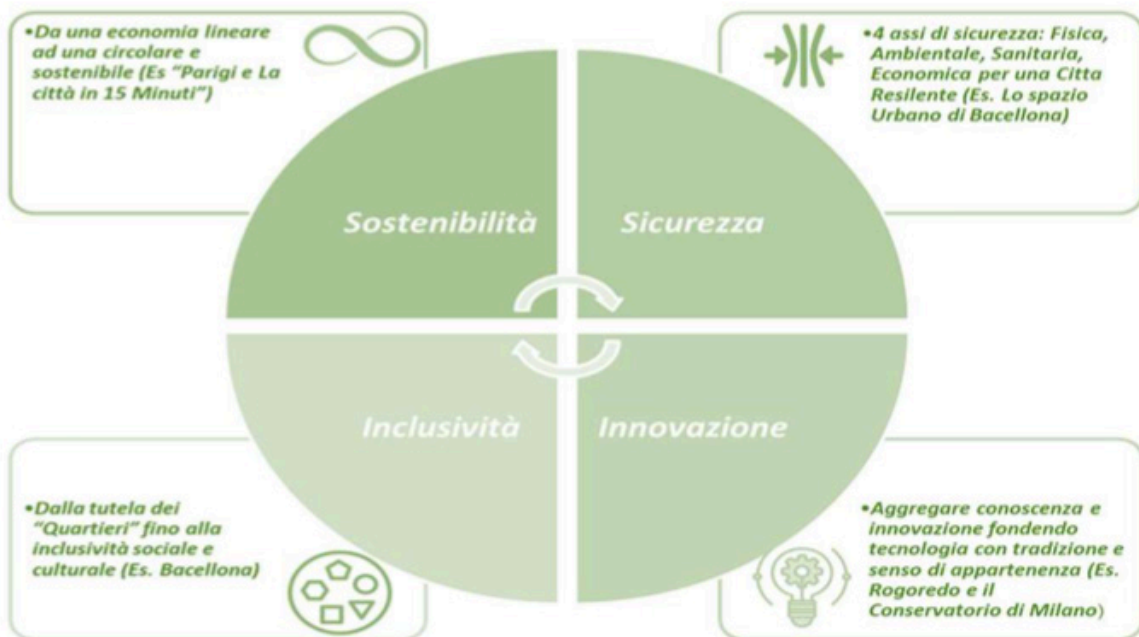 •Da una economia lineare
ad una circolare e
sostenibile (Es “Parigi e La
città in 15 Minuti”)
•4 assi di sicurezza: Fisica,
Ambientale, Sanitaria,
Economica per una Citta
Resilente (Es. Lo spazio
Urbano di Bacellona)
Sostenibilità
Sicurezza
Inclusività
Innovazione
•Dalla tutela dei
“Quartieri” fino alla
inclusività sociale e
culturale (Es. Bacellona)
•Aggregare conoscenza e
innovazione fondendo
tecnologia con tradizione e
senso di appartenenza (Es.
Rogoredo e il
Conservatorio di Milano)